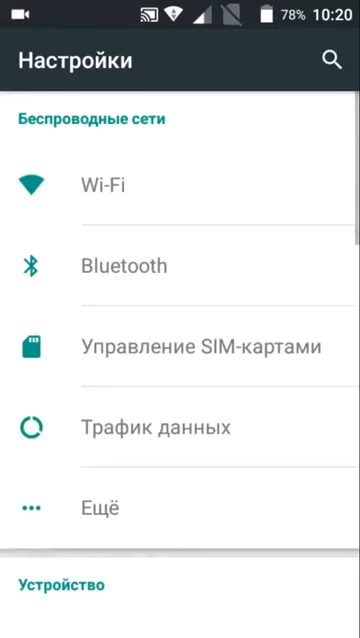 78% 10:20
Настройки
Беспроводные сети
Wi-Fi
Bluetooth
Управление SIM-картами
Трафик данных
Ещё
Устройство